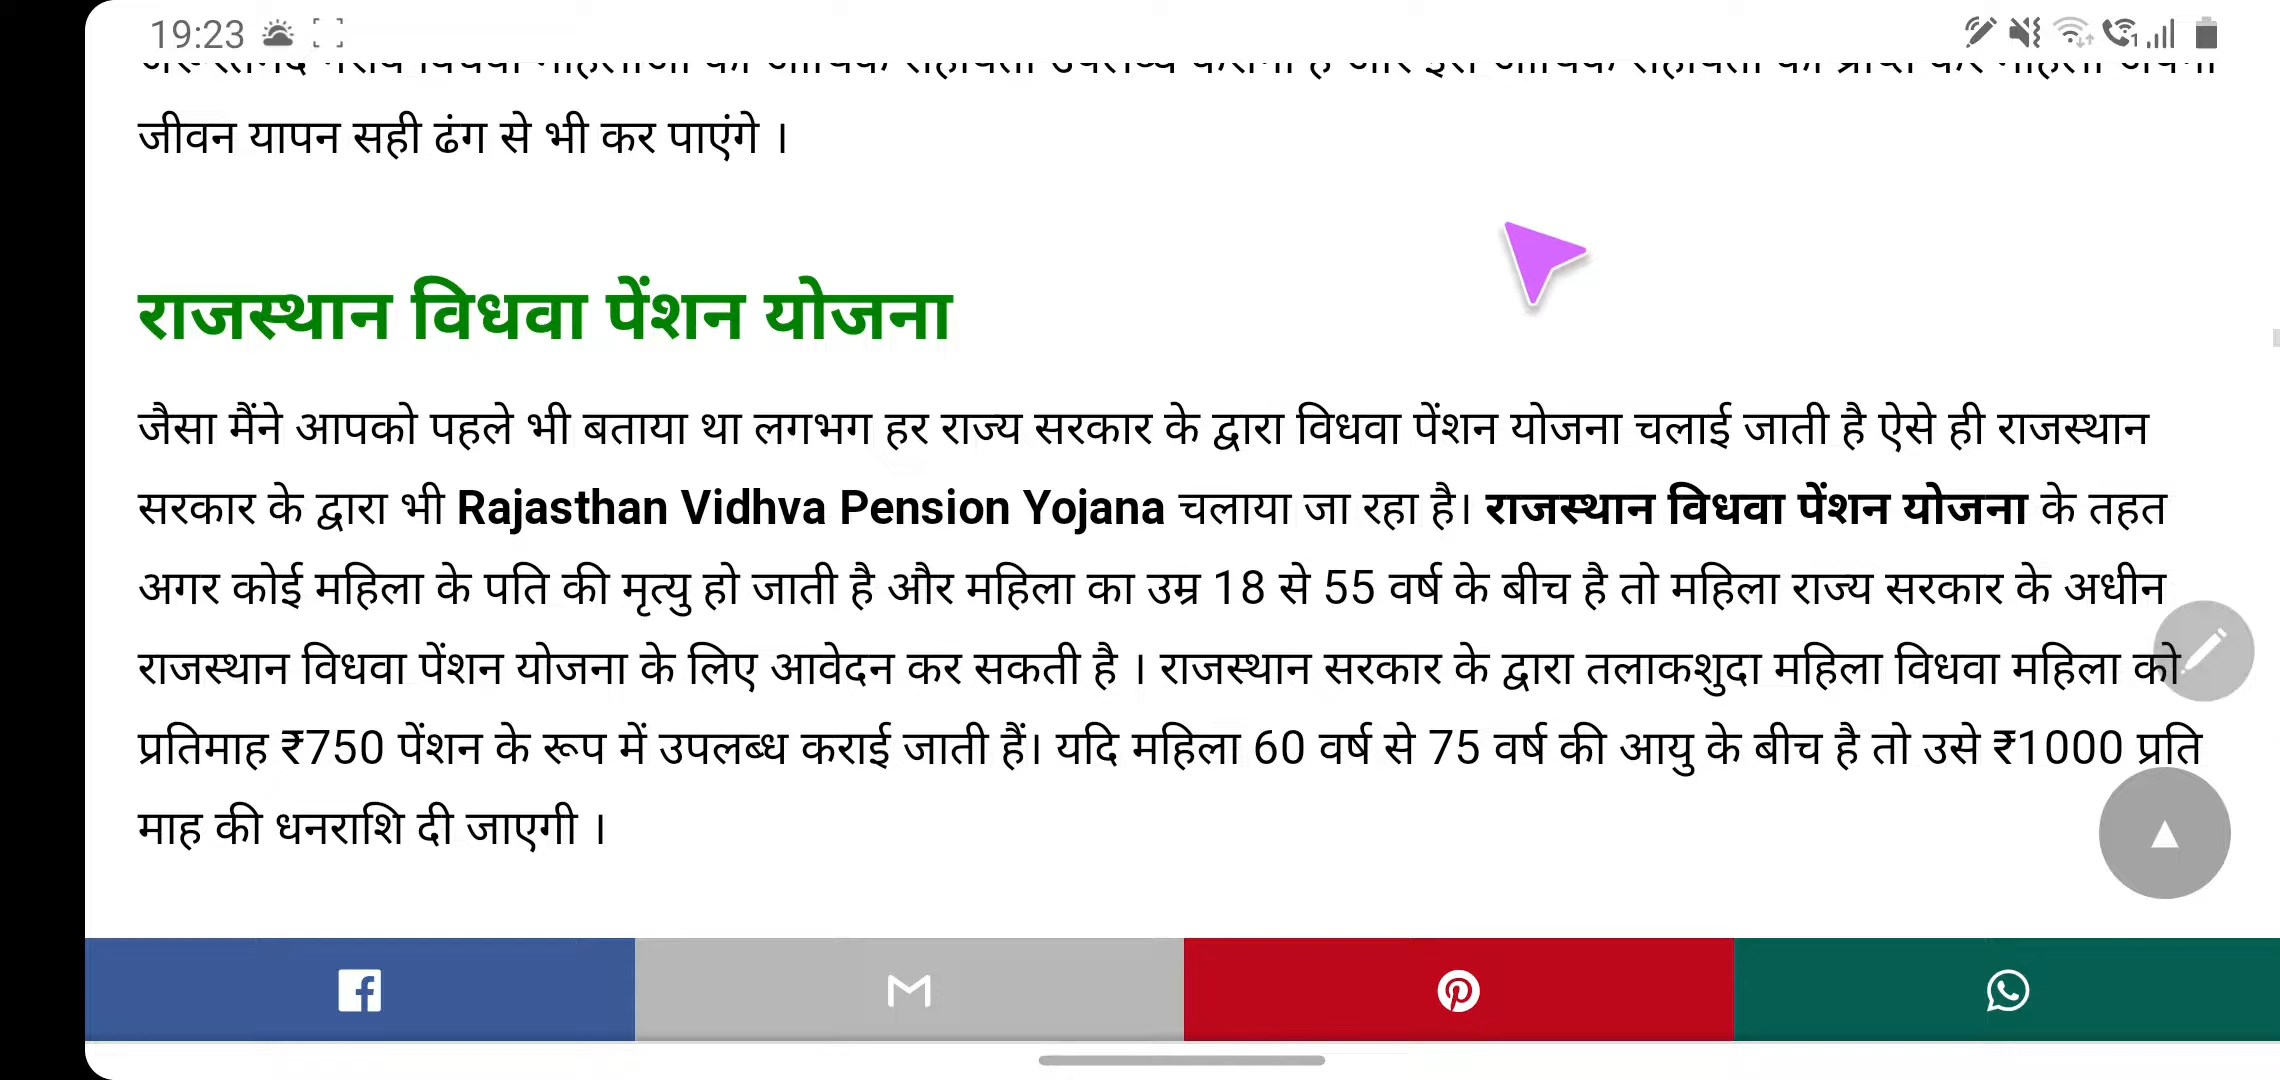 19:23
जीवन यापन सही ढंग से भी कर पाएंगे ।
राजस्थान विधवा पेंशन योजना
जैसा मैंने आपको पहले भी बताया था लगभग हर राज्य सरकार के द्वारा विधवा पेंशन योजना चलाई जाती है ऐसे ही राजस्थान
सरकार के द्वारा भी Rajasthan Vidhva Pension Yojana चलाया जा रहा है। राजस्थान विधवा पेंशन योजना के तहत
अगर कोई महिला के पति की मृत्यु हो जाती है और महिला का उम्र 18 से 55 वर्ष के बीच है तो महिला राज्य सरकार के अधीन
राजस्थान विधवा पेंशन योजना के लिए आवेदन कर सकती है । राजस्थान सरकार के द्वारा तलाकशुदा महिला विधवा महिला को
प्रतिमाह ₹750 पेंशन के रूप में उपलब्ध कराई जाती हैं। यदि महिला 60 वर्ष से 75 वर्ष की आयु के बीच है तो उसे ₹1000 प्रति
माह की धनराशि दी जाएगी ।